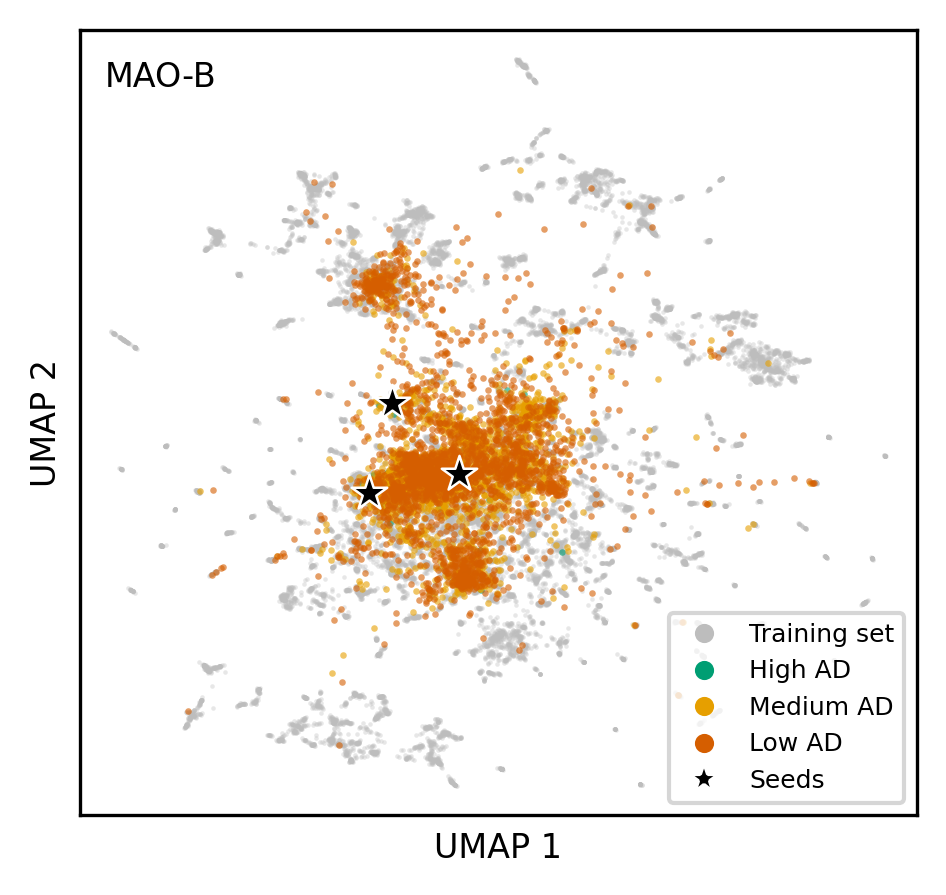 MAO-B
UMAP 2
Training set
High AD
Medium AD
Low AD
Seeds
UMAP 1